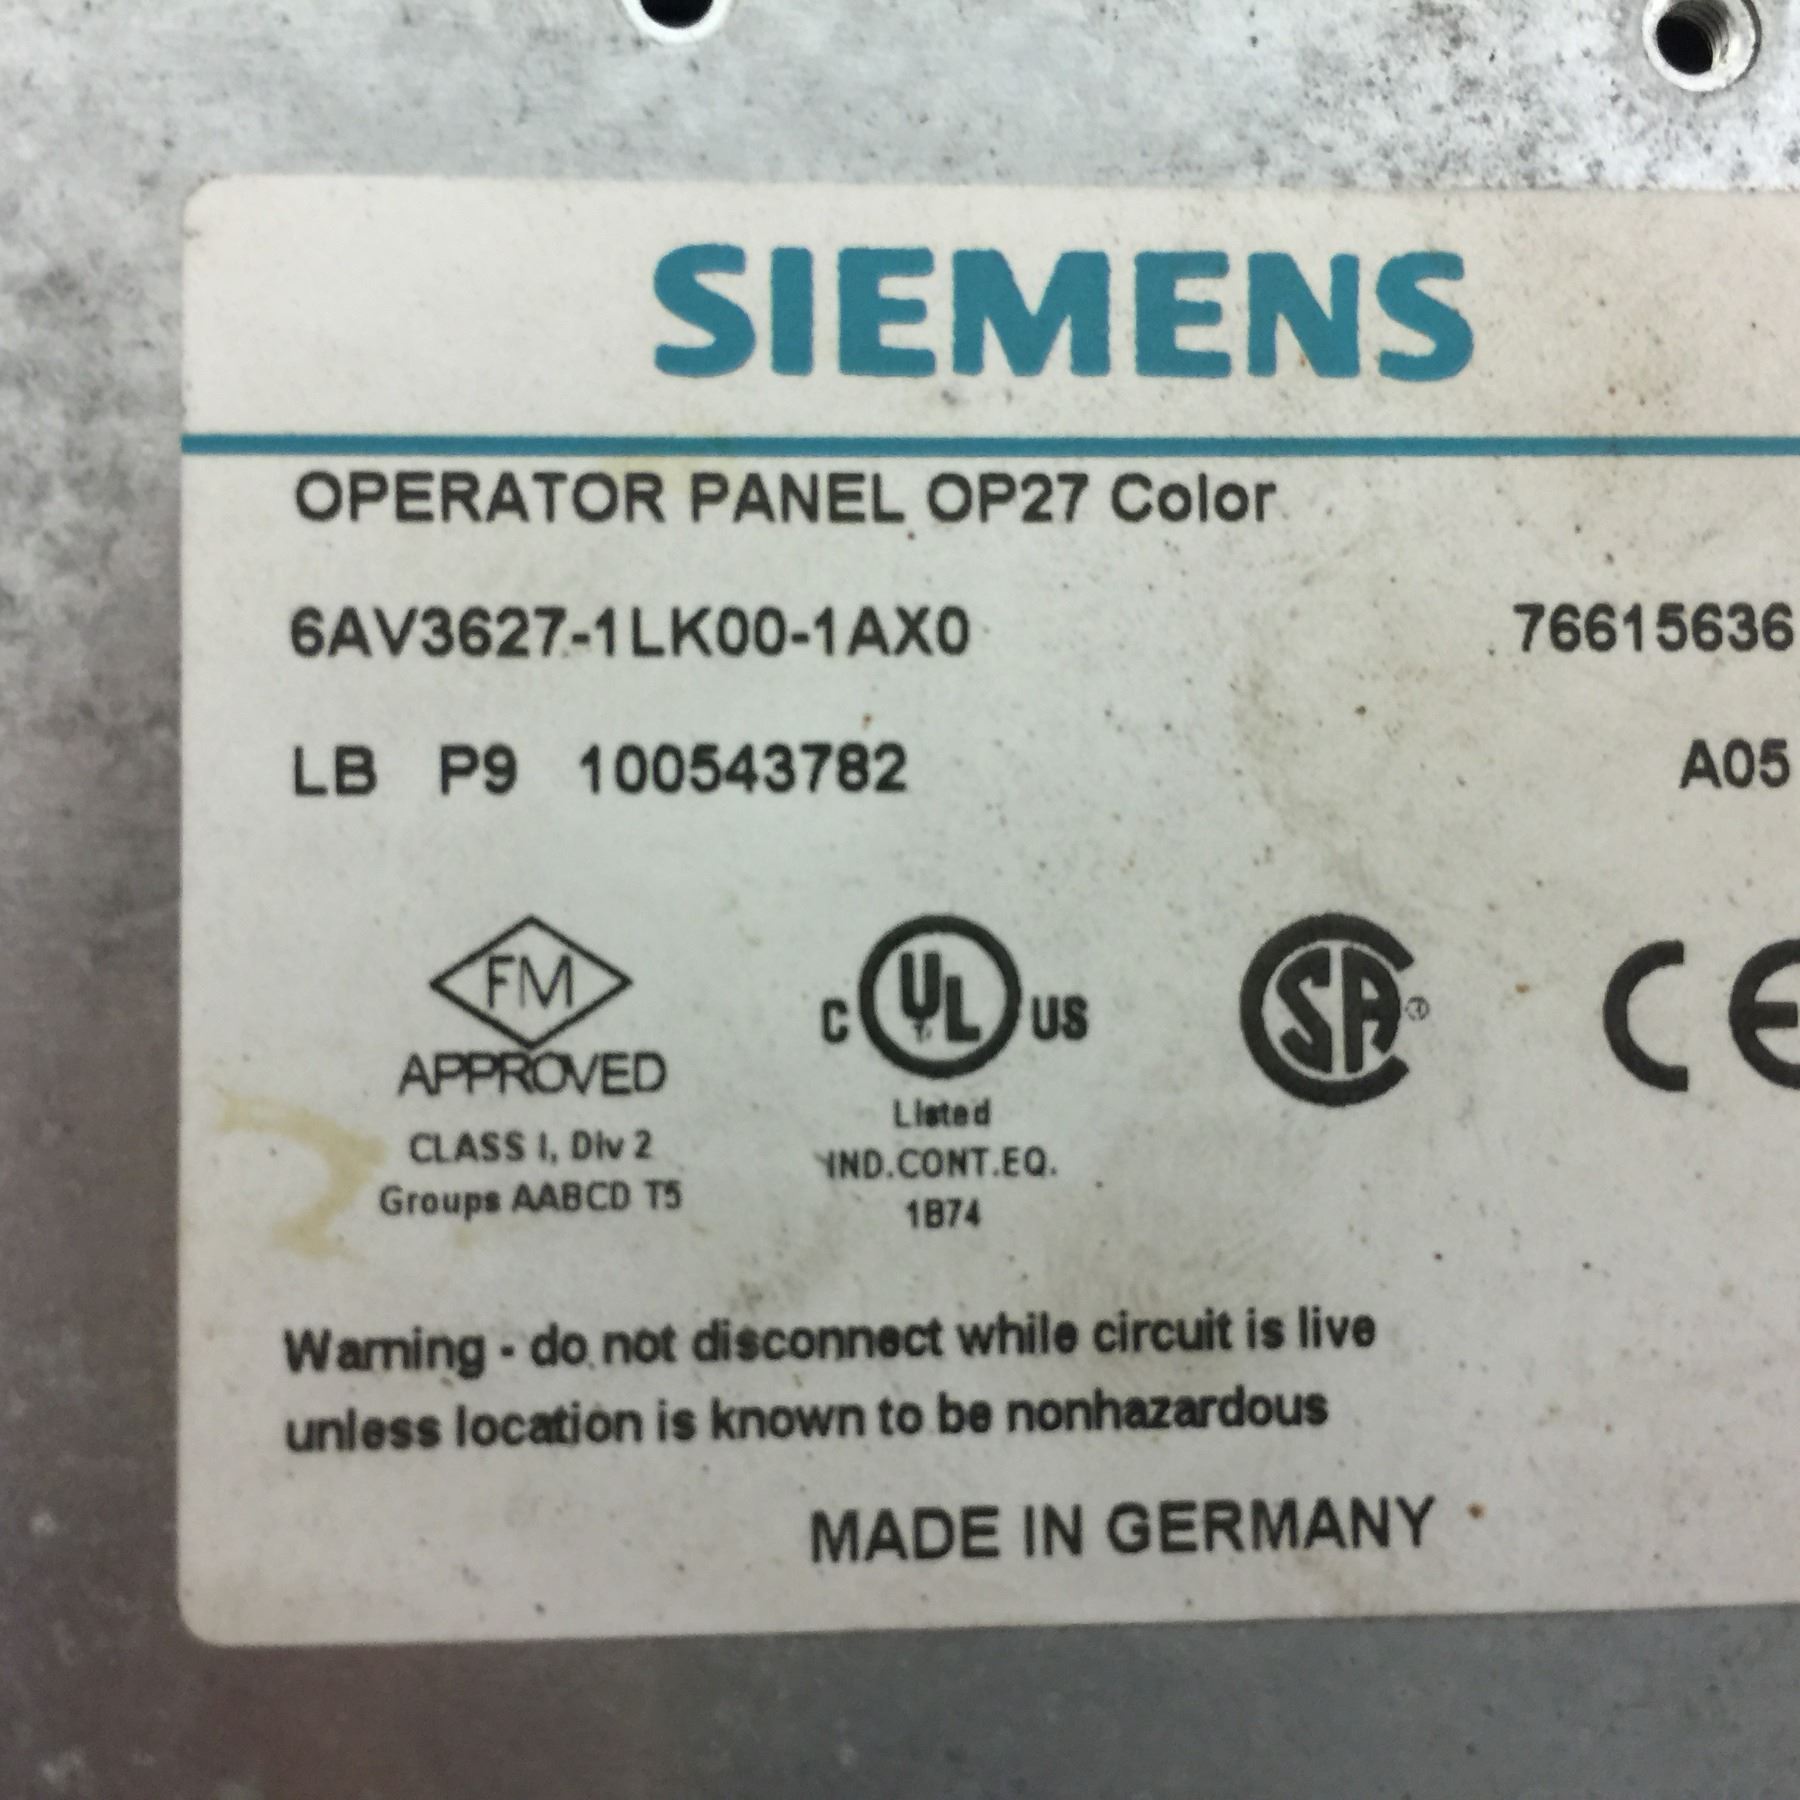 SIEMENS
OPERATOR PANEL OP27 Color
6AV3627-1LK00-1AX0 76615636
LB P9 100543782 A05
FM
APPROVED
CLASS I, Div 2
Groups AABCD T5
C UL US
Listed
IND.CONT.EQ.
1B74
SA
CE
Warning - do not disconnect while circuit is live
unless location is known to be nonhazardous
MADE IN GERMANY